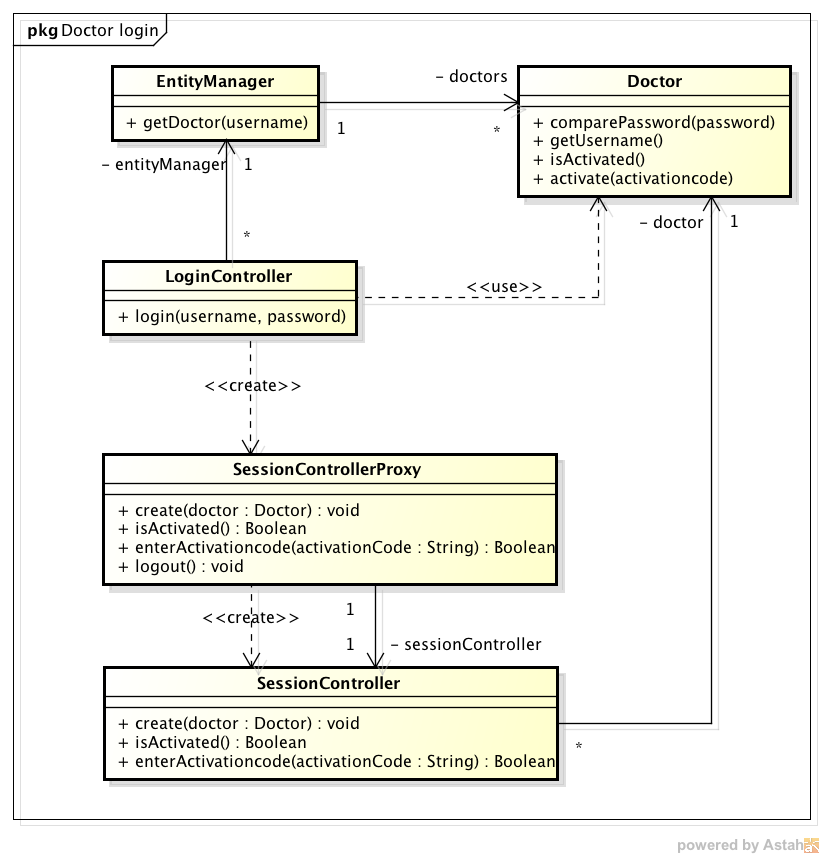 pkg Doctor login
EntityManager
+ getDoctor(username)
- doctors
1
*
Doctor
+ comparePassword(password)
+ getUsername()
+ isActivated()
+ activate(activationcode)
- entityManager
1
*
- doctor
1
LoginController
+ login(username, password)
<<use>>
<<create>>
SessionControllerProxy
+ create(doctor : Doctor) : void
+ isActivated() : Boolean
+ enterActivationcode(activationCode : String) : Boolean
+ logout() : void
<<create>>
1
1
- sessionController
SessionController
+ create(doctor : Doctor) : void
+ isActivated() : Boolean
+ enterActivationcode(activationCode : String) : Boolean
*
powered by Astah